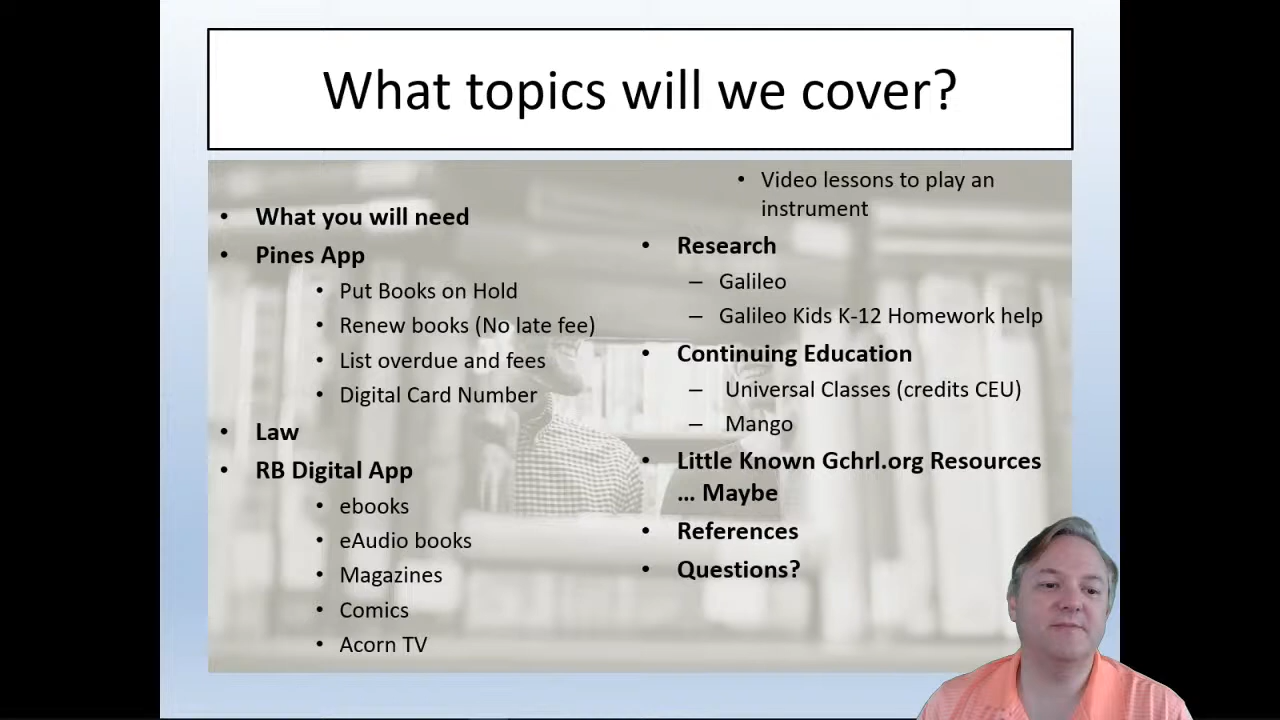 What topics will we cover?
• What you will need
• Pines App
• Put Books on Hold
• Renew books (No late fee)
• List overdue and fees
• Digital Card Number
• Law
• RB Digital App
• ebooks
• eAudio books
• Magazines
• Comics
• Acorn TV
• Video lessons to play an
instrument
• Research
– Galileo
– Galileo Kids K-12 Homework help
• Continuing Education
– Universal Classes (credits CEU)
– Mango
• Little Known Gchrl.org Resources
… Maybe
• References
• Questions?